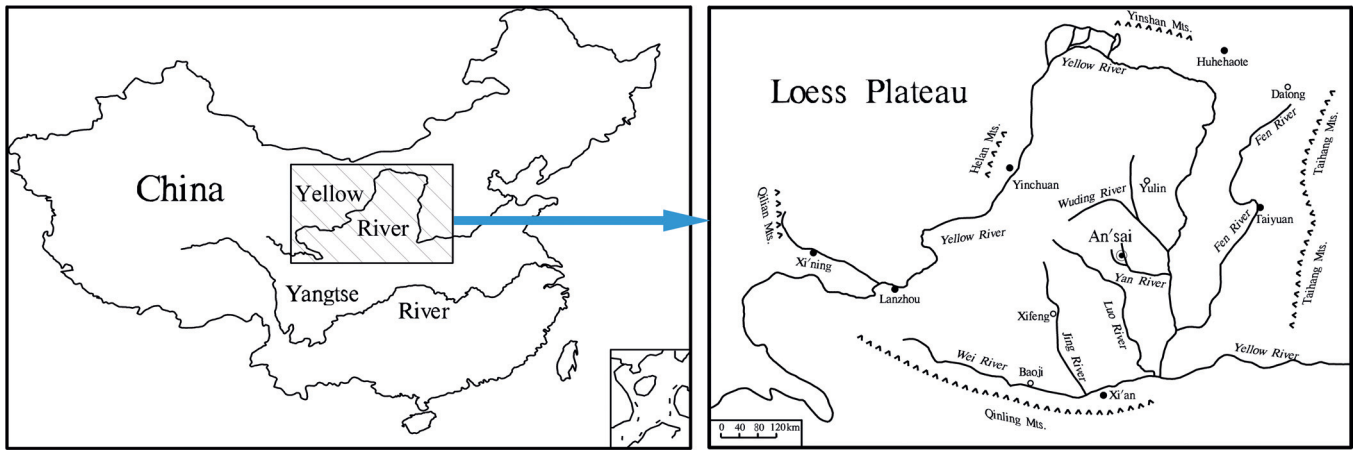 China
Yellow
River
Yangtse
River
Loess Plateau
Yinshan Mts.
Huhehaote
Yellow River
Datong
Fen River
Taihang Mts.
Helan Mts.
Yinchuan
Qilian Mts.
Wuding River
Yulin
Taiyuan
Fen River
Yellow River
An'sai
Xi'ning
Yan River
Taihang Mts.
Lanzhou
Xifeng
Luo River
Jing River
Wei River
Yellow River
Baoji
Xi'an
Qinling Mts.
0 40 80 120km